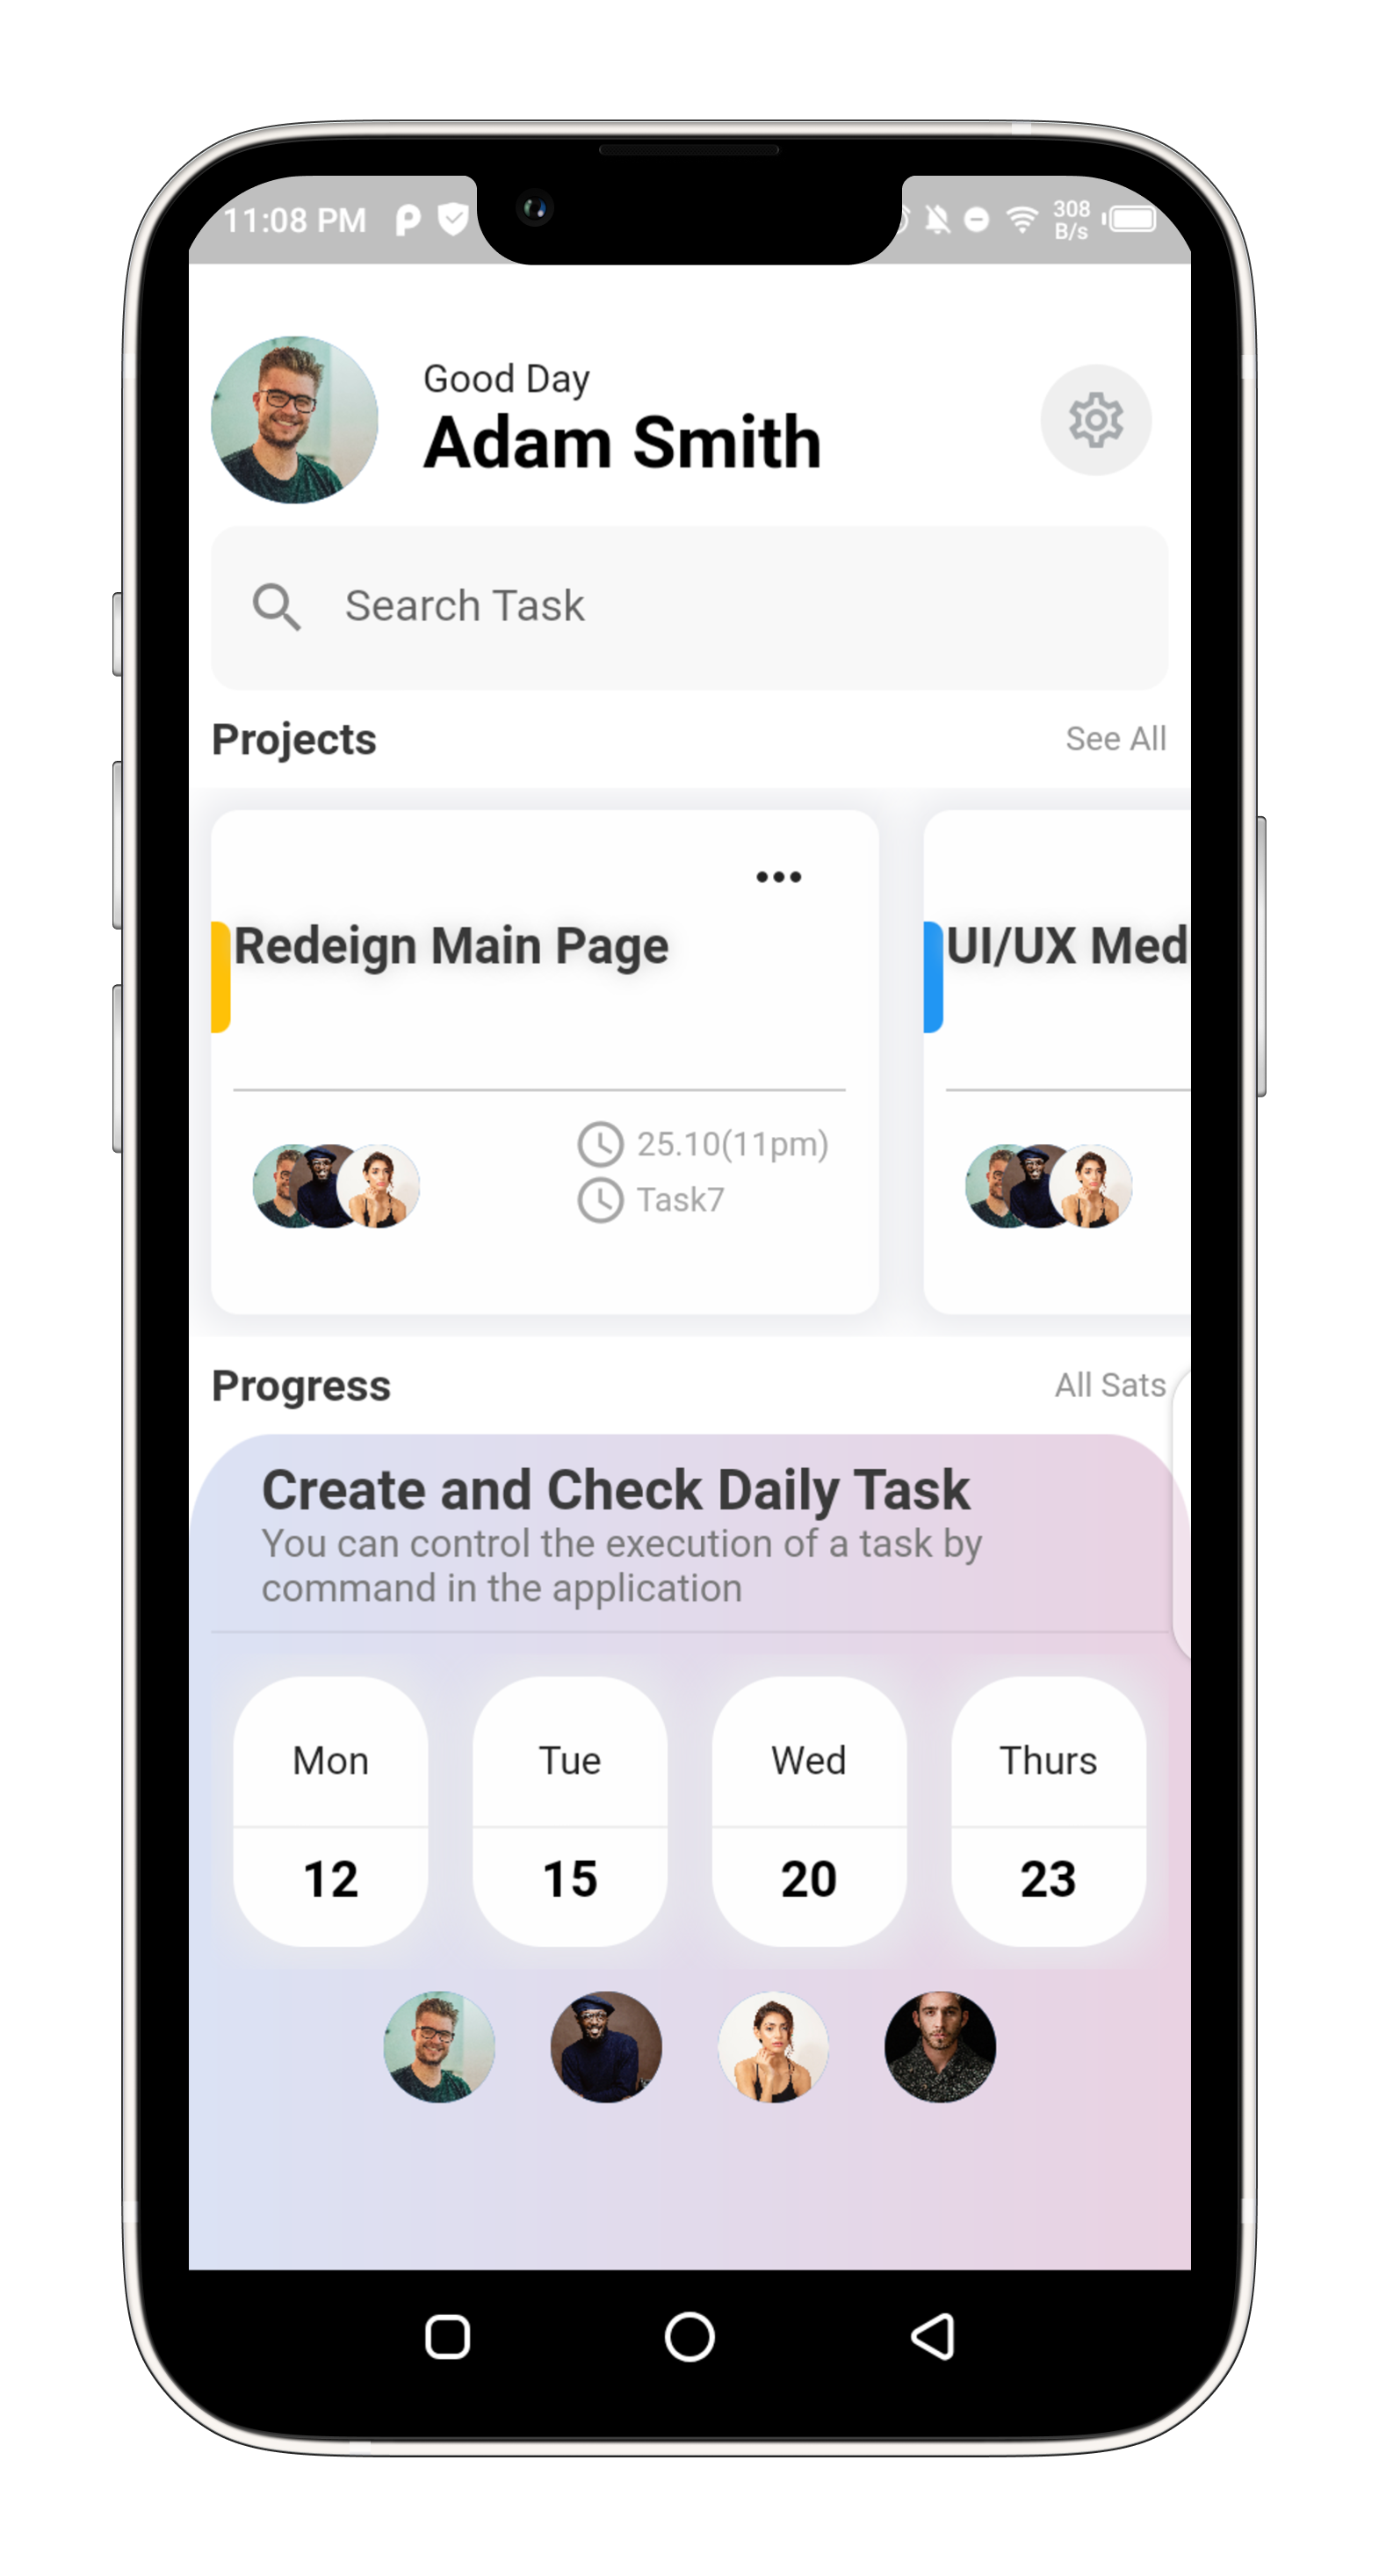 11:08 PM
308
B/s
Good Day
Adam Smith
Search Task
Projects
See All
Redeign Main Page
UI/UX Med
25.10(11pm)
Task7
Progress
All Sats
Create and Check Daily Task
You can control the execution of a task by
command in the application
Mon
Tue
Wed
Thurs
12
15
20
23